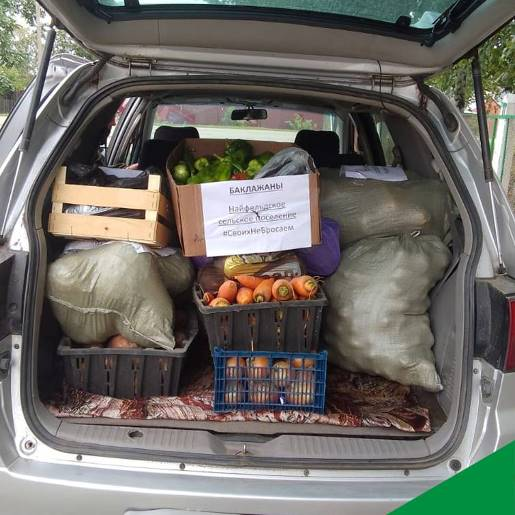 БАКЛАЖАНЫ
Найфельдское
сельское поселение
#СвоихНеБросаем